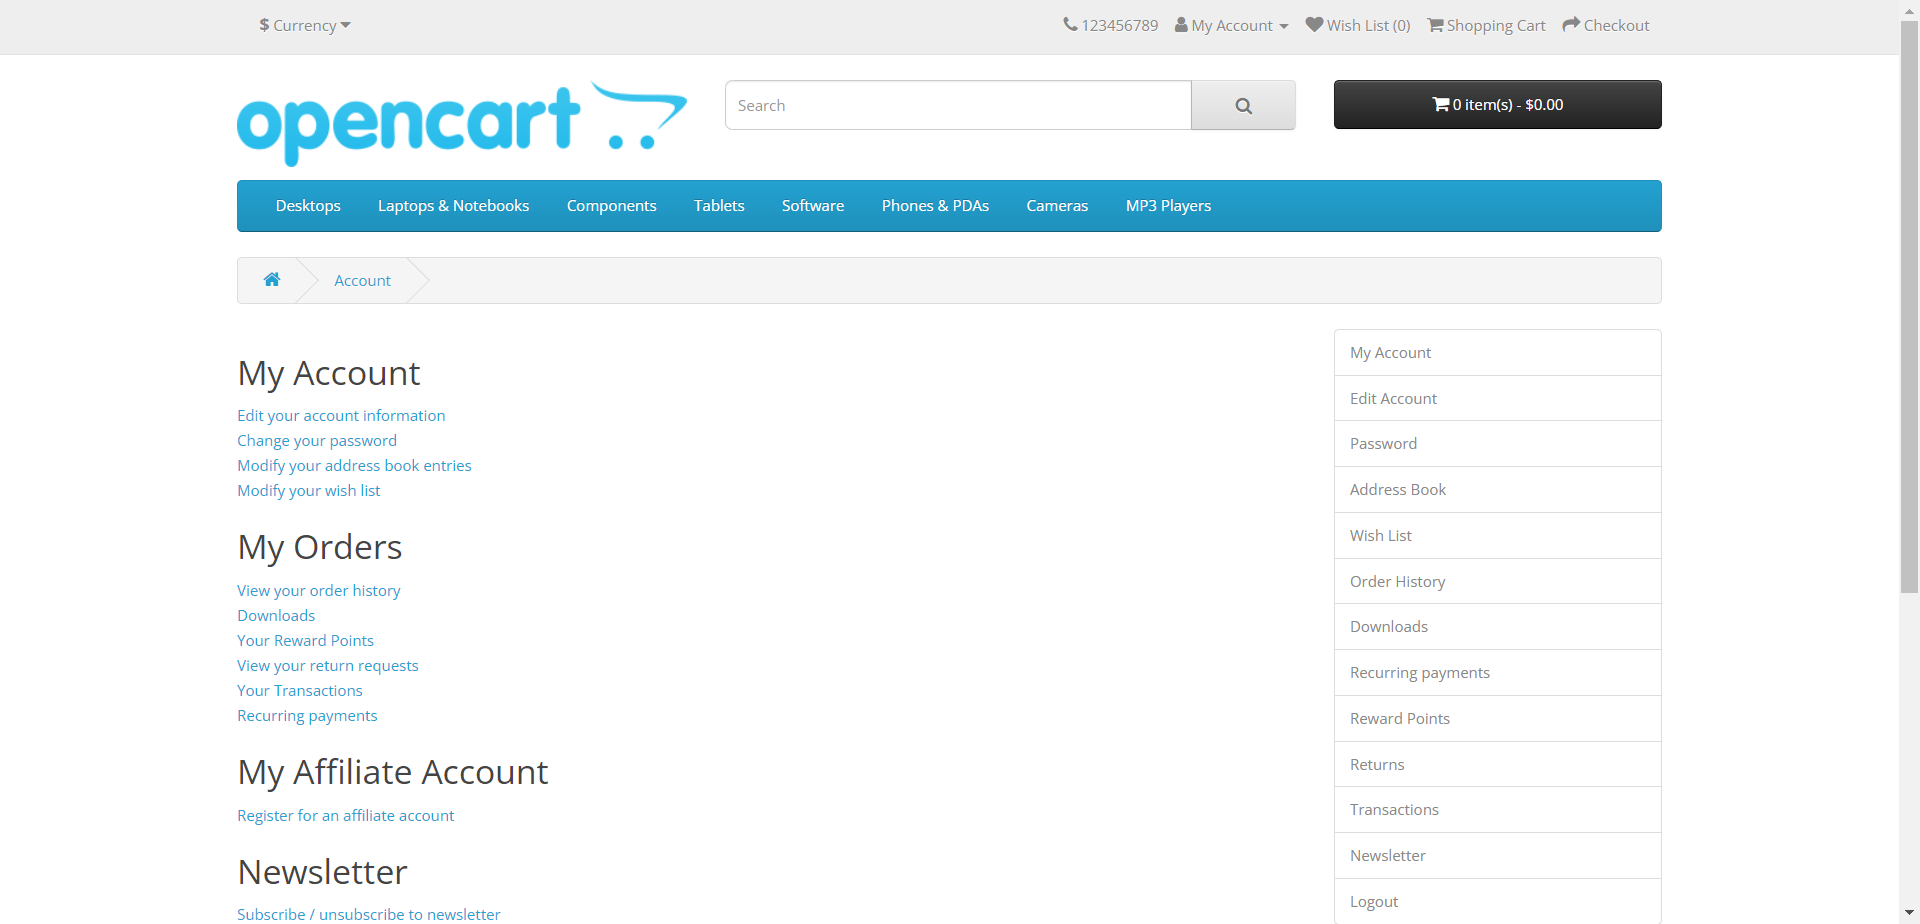 $ Currency
123456789 My Account Wish List (0) Shopping Cart Checkout
opencart
Search
0 item(s) - $0.00
Desktops Laptops & Notebooks Components Tablets Software Phones & PDAs Cameras MP3 Players
Account
My Account
Edit your account information
Change your password
Modify your address book entries
Modify your wish list
My Orders
View your order history
Downloads
Your Reward Points
View your return requests
Your Transactions
Recurring payments
My Affiliate Account
Register for an affiliate account
Newsletter
Subscribe / unsubscribe to newsletter
My Account
Edit Account
Password
Address Book
Wish List
Order History
Downloads
Recurring payments
Reward Points
Returns
Transactions
Newsletter
Logout